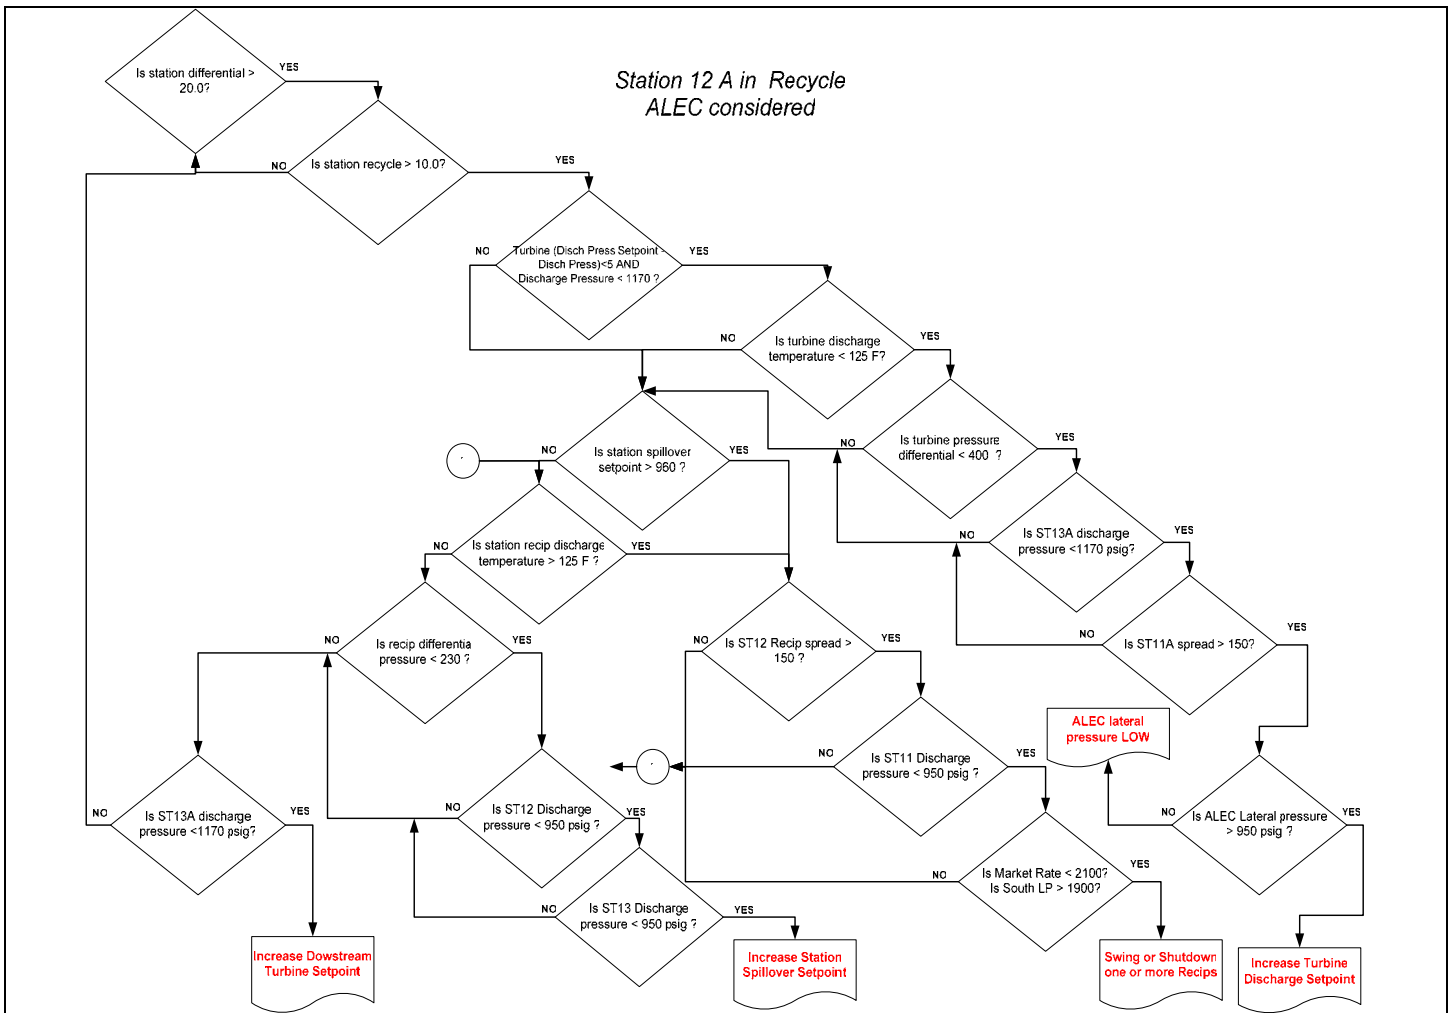 Station 12 A in Recycle
ALEC considered
Is station differential >
20.0?
YES
Is station recycle > 10.0?
NO
YES
Turbine (Disch Press Setpoint -
Disch Press)<5 AND
Discharge Pressure < 1170 ?
NO
YES
Is turbine discharge
temperature < 125 F?
NO
YES
Is station spillover
setpoint > 960 ?
NO
YES
Is turbine pressure
differential < 400 ?
NO
YES
Is station recip discharge
temperature > 125 F ?
NO
YES
Is ST13A discharge
pressure <1170 psig?
NO
YES
Is recip differentia
pressure < 230 ?
NO
YES
Is ST12 Recip spread >
150 ?
NO
YES
Is ST11A spread > 150?
NO
YES
ALEC lateral
pressure LOW
Is ST11 Discharge
pressure < 950 psig ?
NO
YES
Is ST13A discharge
pressure <1170 psig?
NO
YES
Is ST12 Discharge
pressure < 950 psig ?
NO
YES
Is ALEC Lateral pressure
> 950 psig ?
NO
YES
Is Market Rate < 2100?
Is South LP > 1900?
NO
YES
Is ST13 Discharge
pressure < 950 psig ?
NO
YES
Increase Dowstream
Turbine Setpoint
Increase Station
Spillover Setpoint
Swing or Shutdown
one or more Recips
Increase Turbine
Discharge Setpoint